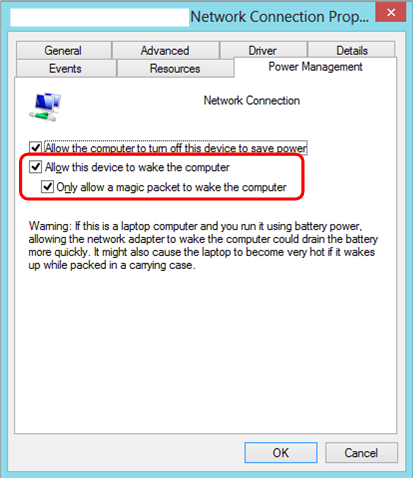 Network Connection Prop...
General Advanced Driver Details
Events Resources Power Management
Network Connection
Allow the computer to turn off this device to save power
Allow this device to wake the computer
Only allow a magic packet to wake the computer
Warning: If this is a laptop computer and you run it using battery power,
allowing the network adapter to wake the computer could drain the battery
more quickly. It might also cause the laptop to become very hot if it wakes
up while packed in a carrying case.
OK Cancel